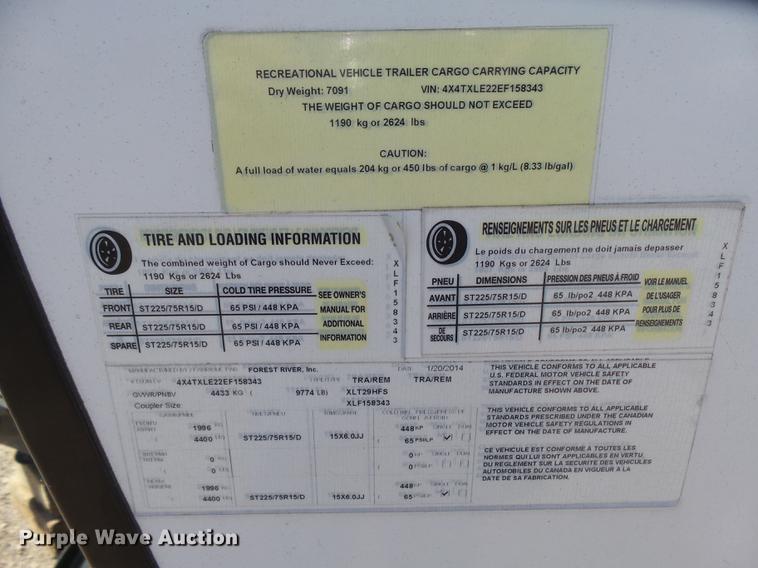 RECREATIONAL VEHICLE TRAILER CARGO CARRYING CAPACITY
Dry Weight: 7091 VIN: 4X4TXLE22EF158343
THE WEIGHT OF CARGO SHOULD NOT EXCEED
1190 kg or 2624 lbs
CAUTION:
A full load of water equals 204 kg or 450 lbs of cargo @ 1 kg/L (8.33 lb/gal)
TIRE AND LOADING INFORMATION
The combined weight of Cargo should Never Exceed:
1190 Kgs or 2624 Lbs
TIRE SIZE COLD TIRE PRESSURE
FRONT ST225/75R15/D 65 PSI / 448 KPA
REAR ST225/75R15/D 65 PSI / 448 KPA
SPARE ST225/75R15/D 65 PSI / 448 KPA
SEE OWNER'S
MANUAL FOR
ADDITIONAL
INFORMATION
XLF158343
RENSEIGNEMENTS SUR LES PNEUS ET LE CHARGEMENT
Le poids du chargement ne doit jamais depasser
1190 Kgs or 2624 Lbs
PNEU DIMENSIONS PRESSION DES PNEUS À FROID
AVANT ST225/75R15/D 65 lb/po2 448 KPA
ARRIÈRE ST225/75R15/D 65 lb/po2 448 KPA
DE SECOURS ST225/75R15/D 65 lb/po2 448 KPA
VOIR LE MANUEL
DE L'USAGER
POUR PLUS DE
RENSEIGNEMENTS
XLF158343
FOREST RIVER, Inc. DATE 1/20/2014
4X4TXLE22EF158343 TRA/REM TRA/REM
GVWR/PNBV 4433 KG ( 9774 LB) XLT29HFS
Coupler Size XLF158343
1996
4400 ST225/75R15/D 15X6.0JJ 448 KP
65 PSI/LP
0
0 0
0
1996
4400 ST225/75R15/D 15X6.0JJ 448 KP
65 PSI/LP
THIS VEHICLE CONFORMS TO ALL APPLICABLE
U.S. FEDERAL MOTOR VEHICLE SAFETY
STANDARDS IN EFFECT ON THE DATE OF
MANUFACTURE SHOWN ABOVE.
THIS VEHICLE CONFORMS TO ALL APPLICABLE
STANDARDS PRESCRIBED UNDER THE CANADIAN
MOTOR VEHICLE SAFETY REGULATIONS IN
EFFECT ON THE DATE OF MANUFACTURE.
CE VEHICULE EST CONFORME A TOUTES LES
NORMES QUI LUI SONT APPLICABLES EN VERTU
DU REGLEMENT SUR LA SECURITE DES VEHICULES
AUTOMOBILES DU CANADA EN VIGUEUR A LA
DATE DE SA FABRICATION.
Purple Wave Auction